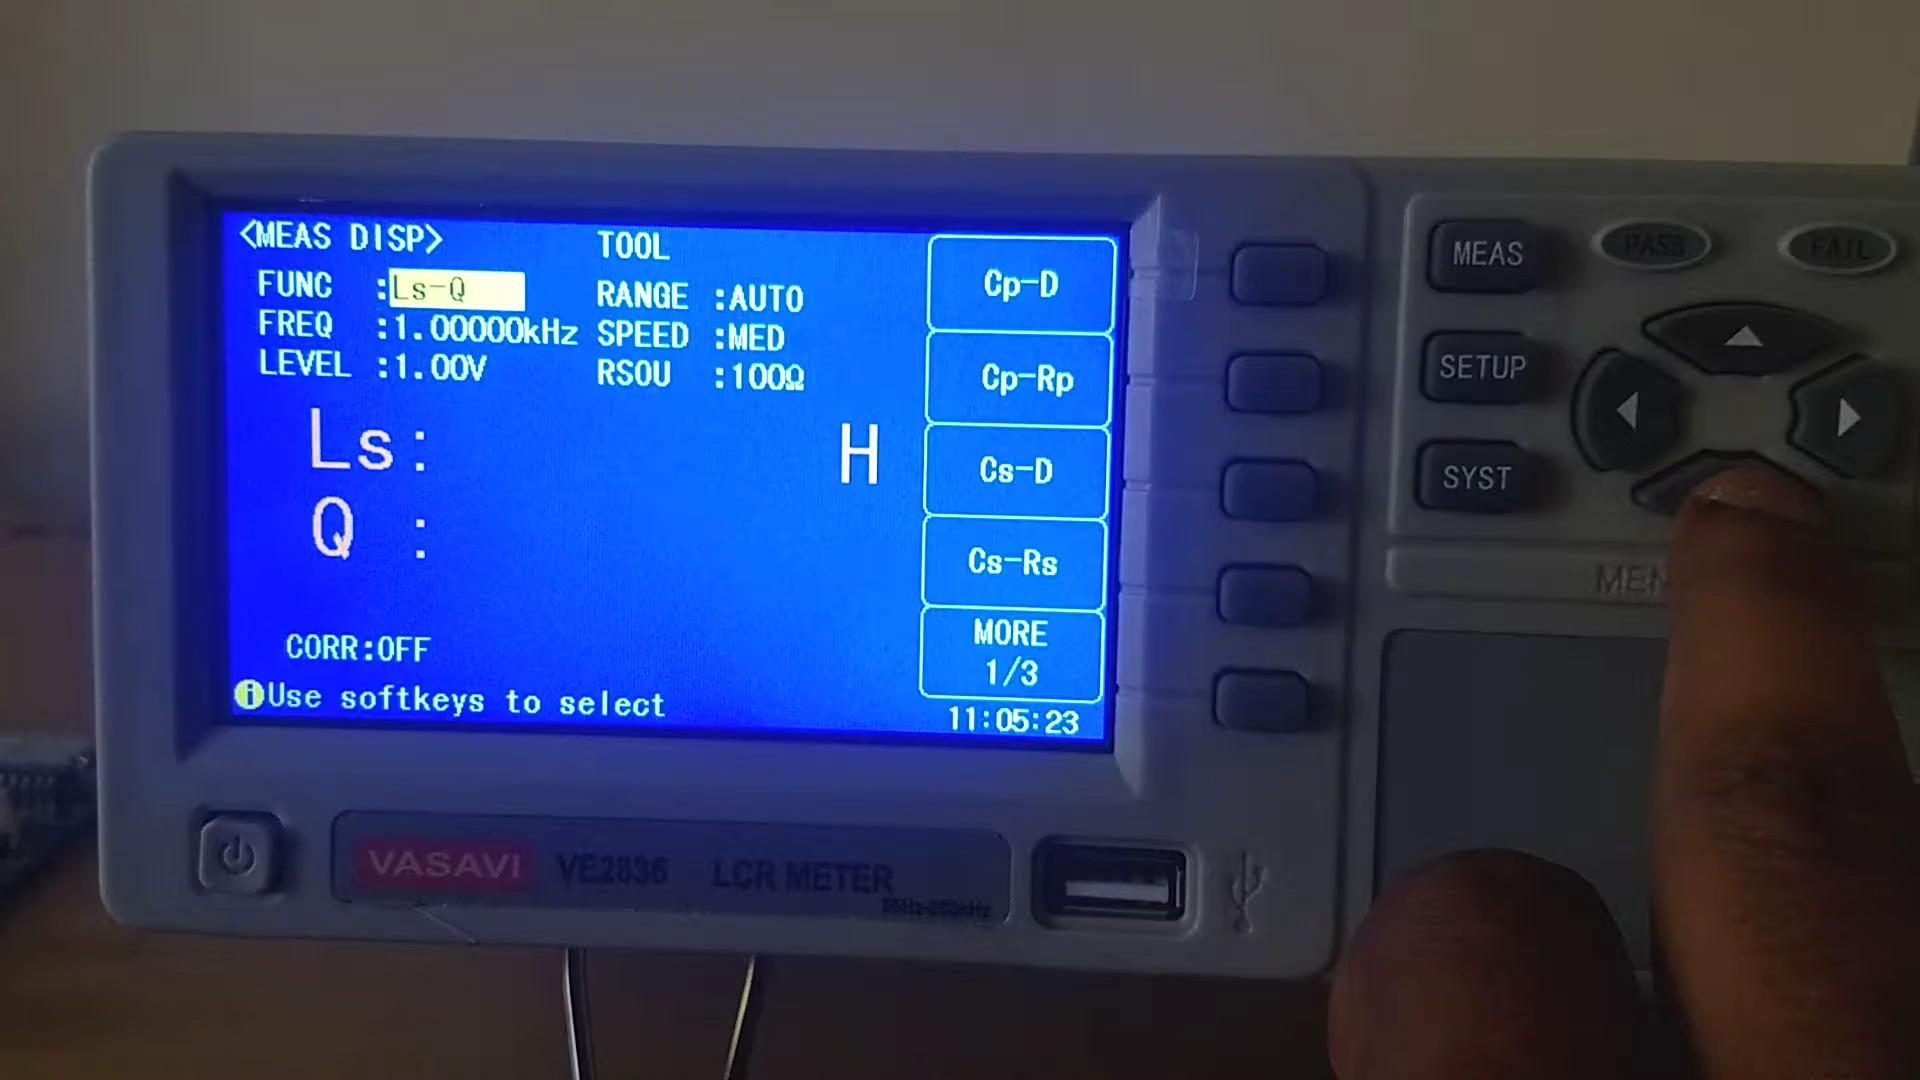 <MEAS DISP> TOOL
FUNC :Ls-Q RANGE :AUTO
FREQ :1.00000kHz SPEED :MED
LEVEL :1.00V RSOU :100Ω
Ls: H
Q :
CORR:OFF
Use softkeys to select
Cp-D
Cp-Rp
Cs-D
Cs-Rs
MORE
1/3
11:05:23
MEAS PASS FAIL
SETUP
SYST
VASAVI VE2836 LCR METER